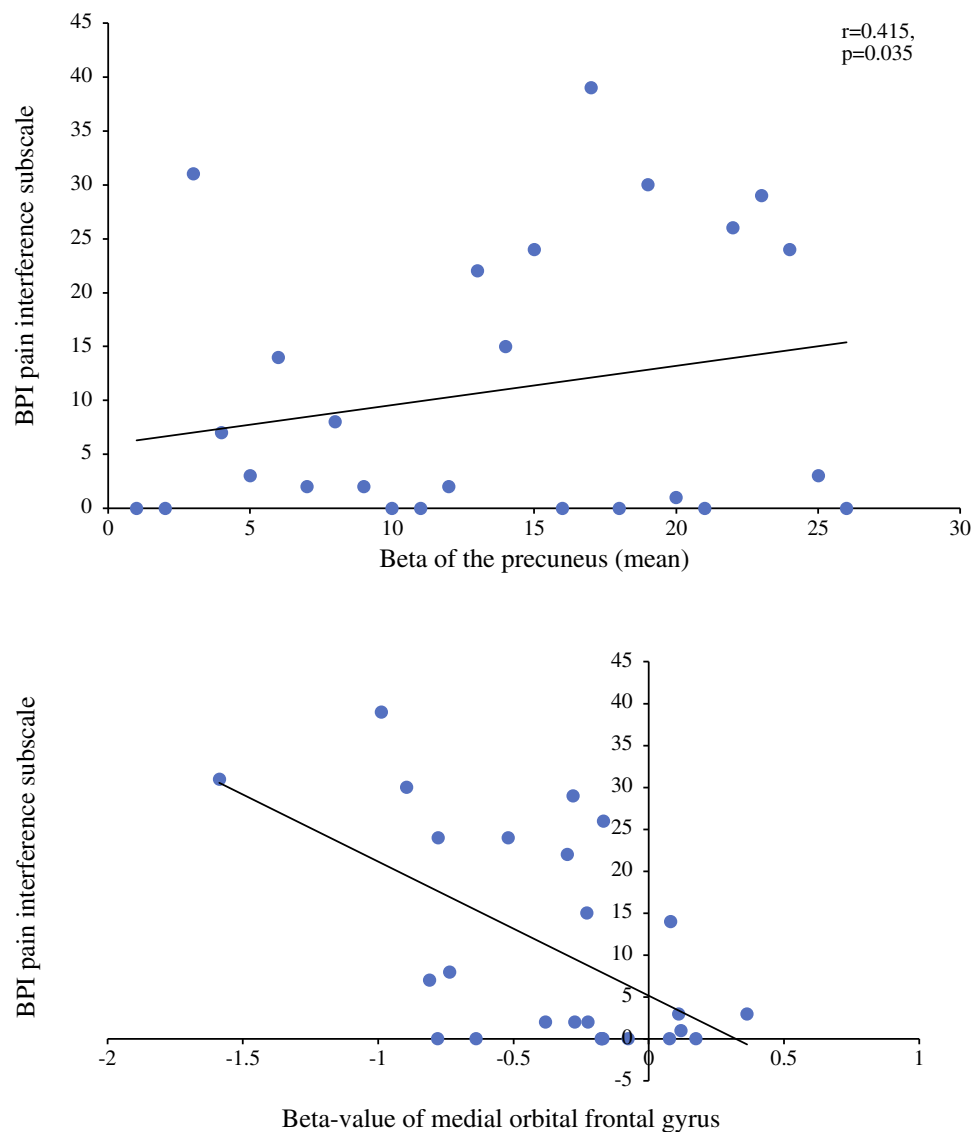 45
r=0.415,
p=0.035
40
35
30
25
20
15
10
5
0
BPI pain interference subscale
0 5 10 15 20 25 30
Beta of the precuneus (mean)
45
40
35
30
25
20
15
10
5
0
-5
BPI pain interference subscale
-2 -1.5 -1 -0.5 0 0.5 1
Beta-value of medial orbital frontal gyrus